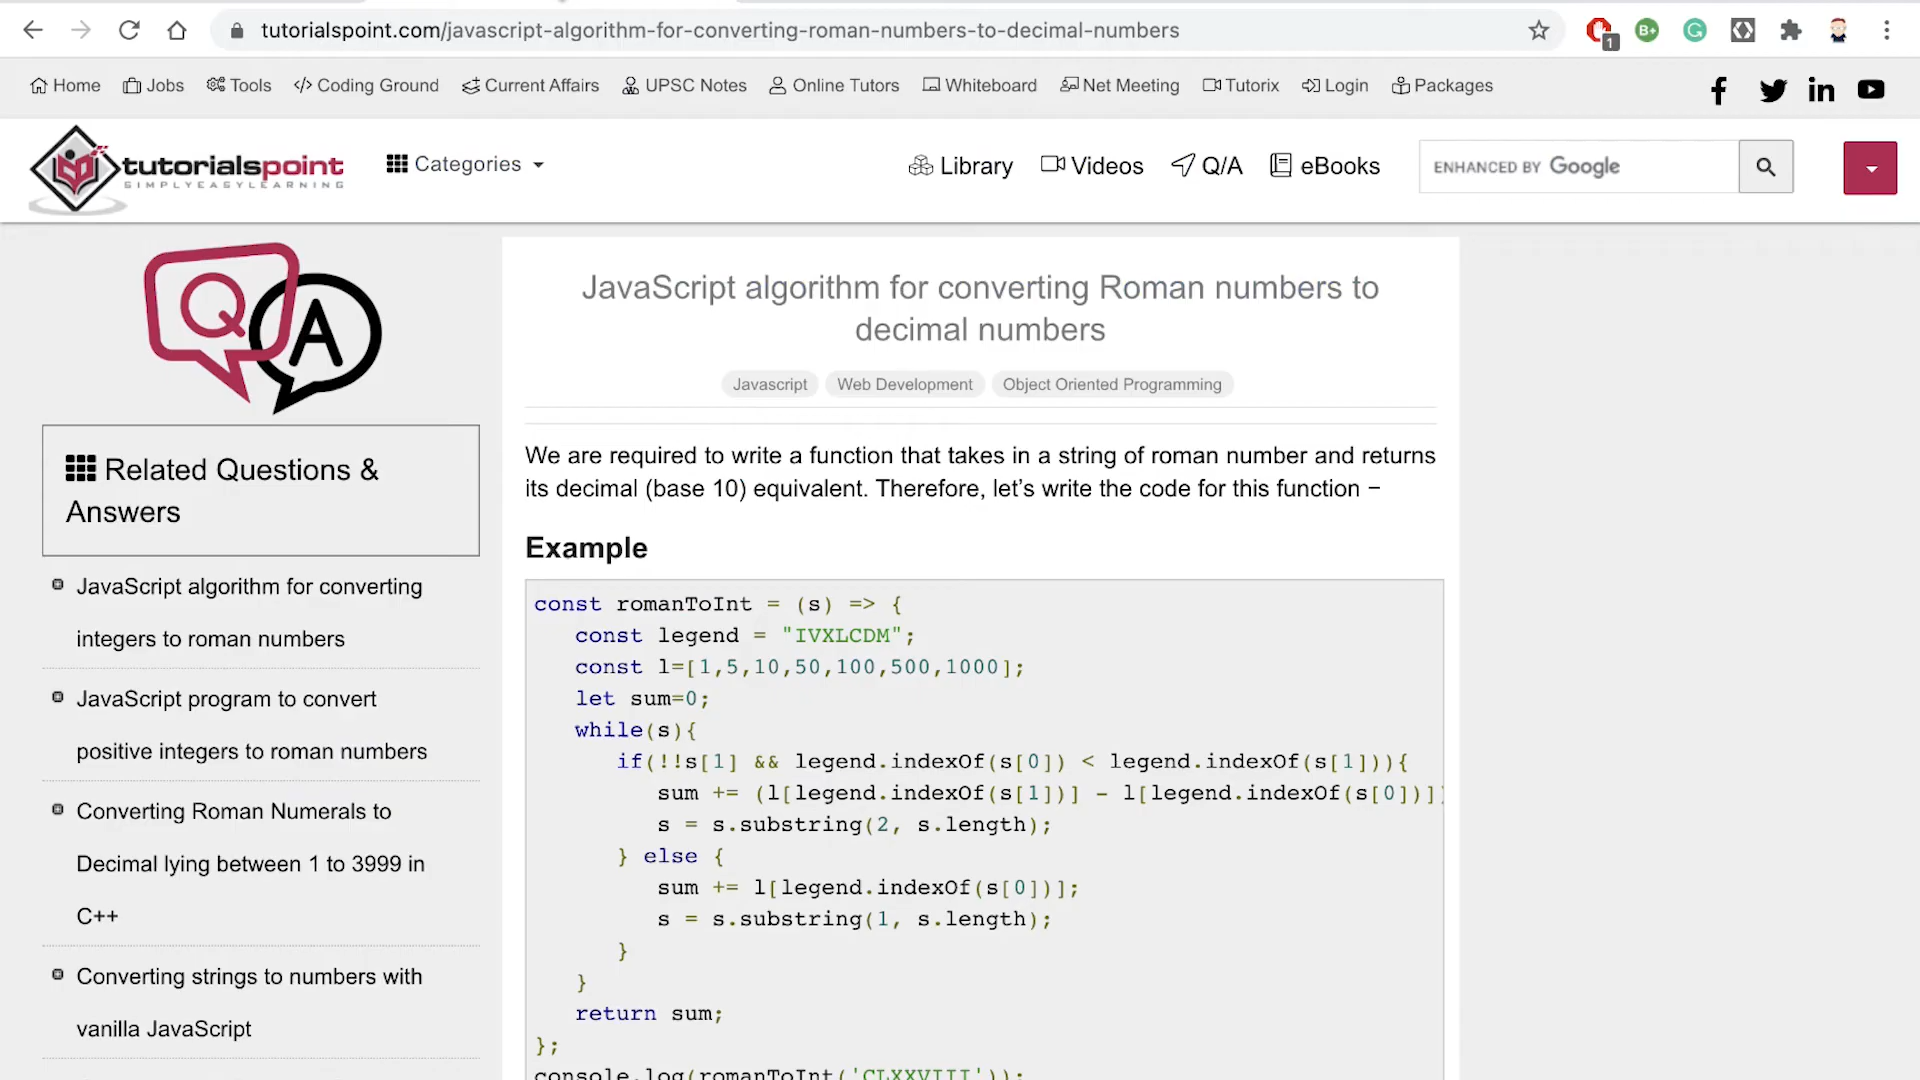 tutorialspoint.com/javascript-algorithm-for-converting-roman-numbers-to-decimal-numbers
1
B+
G
Home Jobs Tools </> Coding Ground Current Affairs UPSC Notes Online Tutors Whiteboard Net Meeting Tutorix Login Packages
tutorialspoint
SIMPLYEASYLEARNING
Categories
Library Videos Q/A eBooks
ENHANCED BY Google
Q A
Related Questions &
Answers
JavaScript algorithm for converting
integers to roman numbers
JavaScript program to convert
positive integers to roman numbers
Converting Roman Numerals to
Decimal lying between 1 to 3999 in
C++
Converting strings to numbers with
vanilla JavaScript
JavaScript algorithm for converting Roman numbers to
decimal numbers
Javascript Web Development Object Oriented Programming
We are required to write a function that takes in a string of roman number and returns
its decimal (base 10) equivalent. Therefore, let’s write the code for this function −
Example
const romanToInt = (s) => {
const legend = "IVXLCDM";
const l=[1,5,10,50,100,500,1000];
let sum=0;
while(s){
if(!!s[1] && legend.indexOf(s[0]) < legend.indexOf(s[1])){
sum += (l[legend.indexOf(s[1])] - l[legend.indexOf(s[0])])
s = s.substring(2, s.length);
} else {
sum += l[legend.indexOf(s[0])];
s = s.substring(1, s.length);
}
}
return sum;
};
console.log(romanToInt('CLXXVIII'));